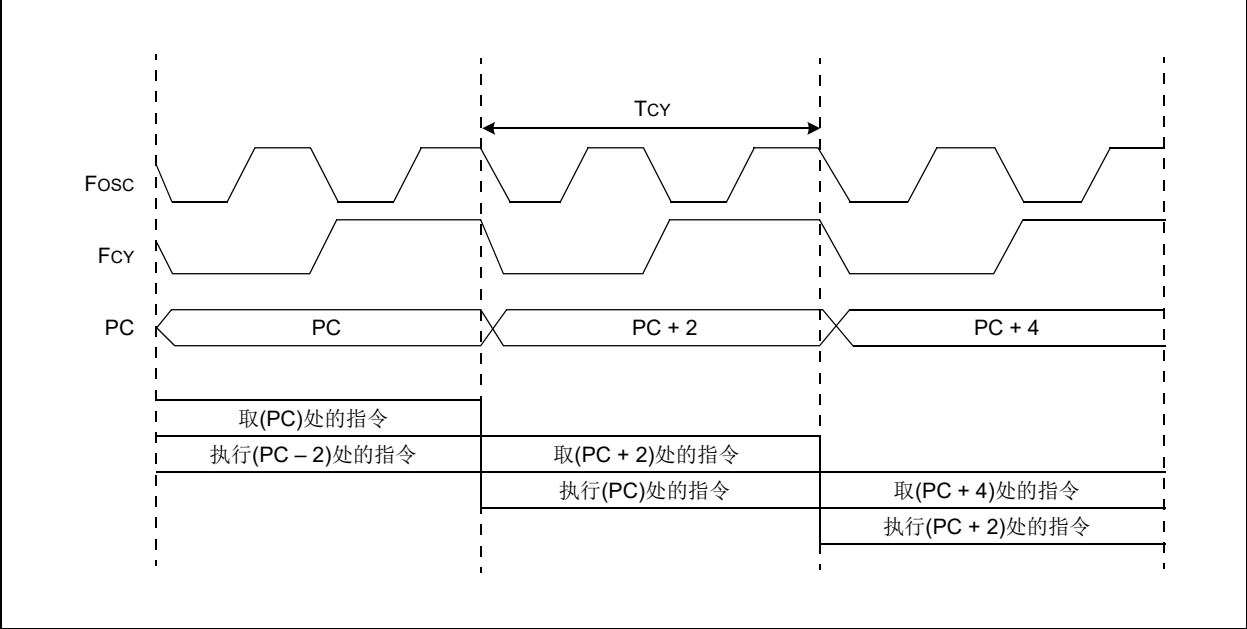 TCY
FOSC
FCY
PC
PC
PC + 2
PC + 4
取(PC)处的指令
执行(PC – 2)处的指令
取(PC + 2)处的指令
执行(PC)处的指令
取(PC + 4)处的指令
执行(PC + 2)处的指令